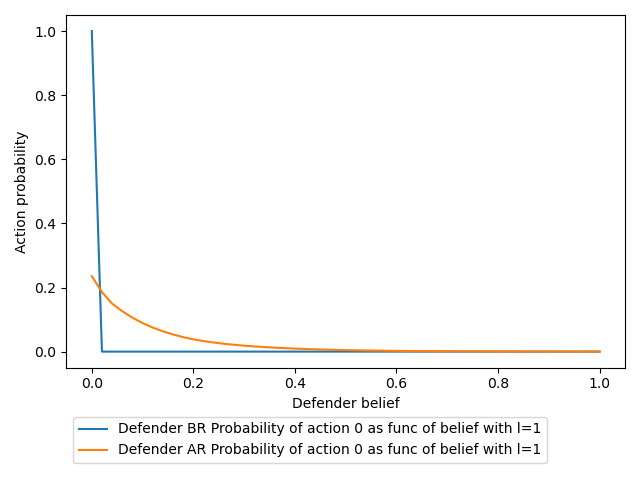 1.0
0.8
0.6
0.4
0.2
0.0
Action probability
0.0 0.2 0.4 0.6 0.8 1.0
Defender belief
Defender BR Probability of action 0 as func of belief with l=1
Defender AR Probability of action 0 as func of belief with l=1